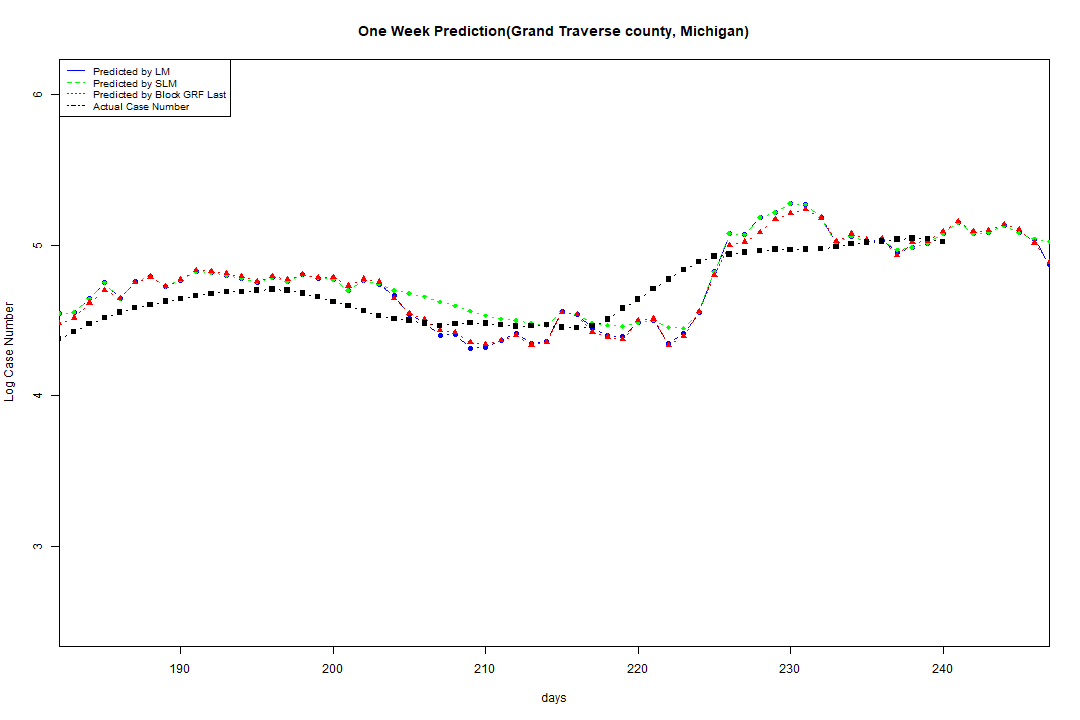 One Week Prediction(Grand Traverse county, Michigan)
Predicted by LM
Predicted by SLM
Predicted by Block GRF Last
Actual Case Number
6
5
4
3
Log Case Number
190 200 210 220 230 240
days